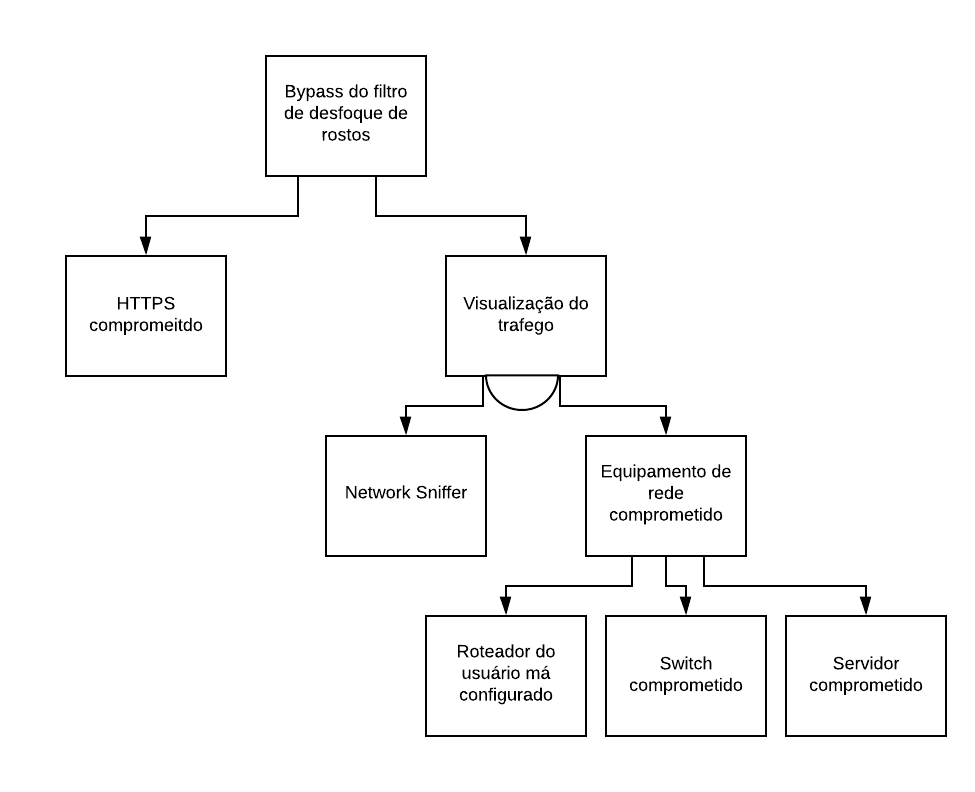 Bypass do filtro
de desfoque de
rostos
HTTPS
compromeitdo
Visualização do
trafego
Network Sniffer
Equipamento de
rede
comprometido
Roteador do
usuário má
configurado
Switch
comprometido
Servidor
comprometido